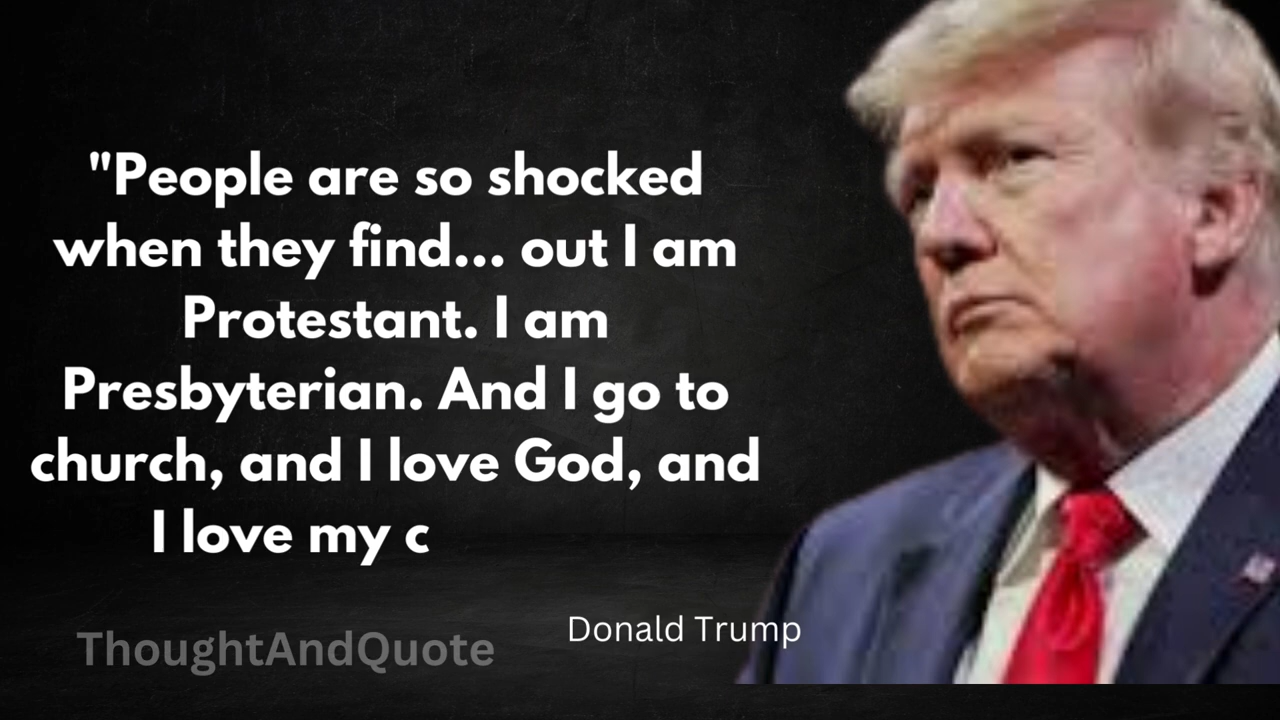 "People are so shocked
when they find... out I am
Protestant. I am
Presbyterian. And I go to
church, and I love God, and
I love my c
Donald Trump
ThoughtAndQuote